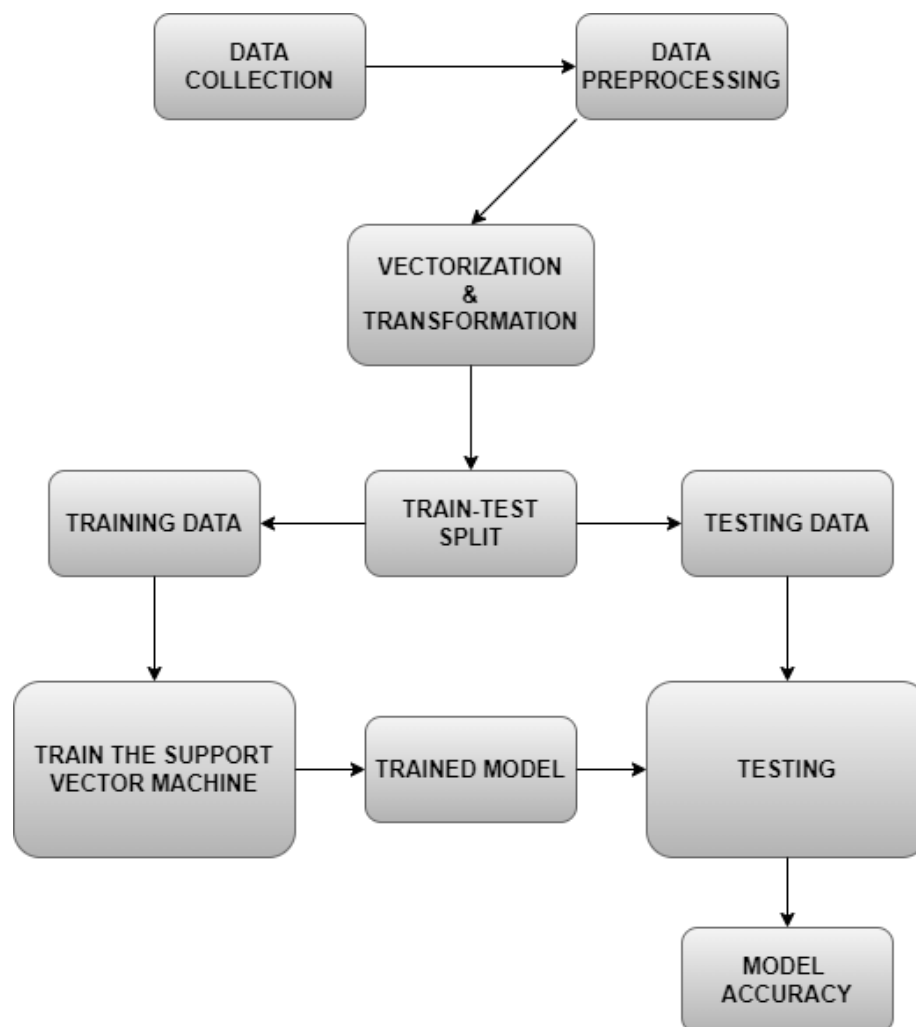 DATA
COLLECTION
DATA
PREPROCESSING
VECTORIZATION
&
TRANSFORMATION
TRAINING DATA
TRAIN-TEST
SPLIT
TESTING DATA
TRAIN THE SUPPORT
VECTOR MACHINE
TRAINED MODEL
TESTING
MODEL
ACCURACY